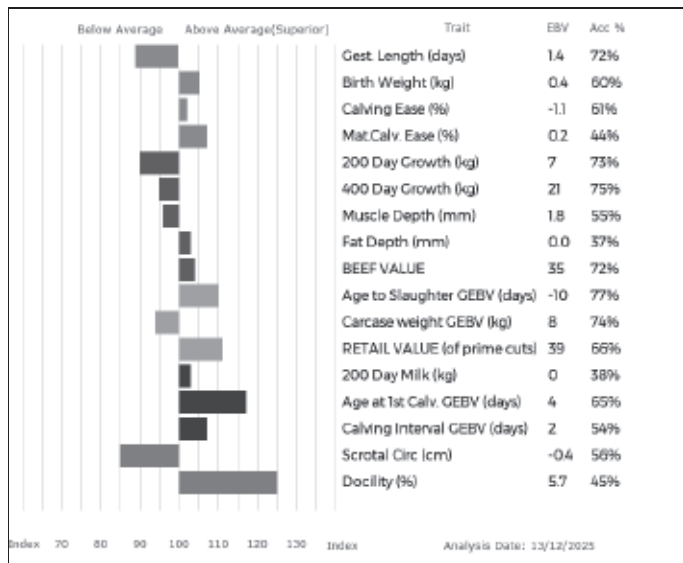 Below Average Above Average(Superior) Trait EBV Acc %
Gest. Length (days) 1.4 72%
Birth Weight (kg) 0.4 60%
Calving Ease (%) -1.1 61%
Mat.Calv. Ease (%) 0.2 44%
200 Day Growth (kg) 7 73%
400 Day Growth (kg) 21 75%
Muscle Depth (mm) 1.8 55%
Fat Depth (mm) 0.0 37%
BEEF VALUE 35 72%
Age to Slaughter GEBV (days) -10 77%
Carcase weight GEBV (kg) 8 74%
RETAIL VALUE (of prime cuts) 39 66%
200 Day Milk (kg) 0 38%
Age at 1st Calv. GEBV (days) 4 65%
Calving Interval GEBV (days) 2 54%
Scrotal Circ (cm) -0.4 56%
Docility (%) 5.7 45%
Index 70 80 90 100 110 120 130 Index Analysis Date: 13/12/2025